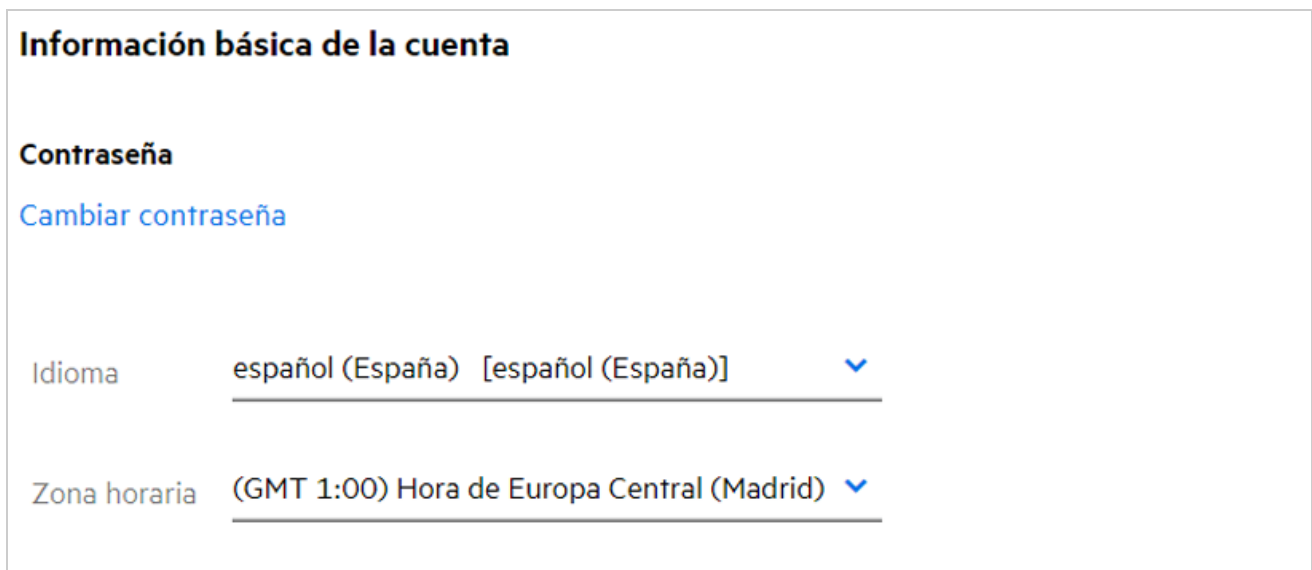 Información básica de la cuenta
Contraseña
Cambiar contraseña
Idioma español (España) [español (España)]
Zona horaria (GMT 1:00) Hora de Europa Central (Madrid)